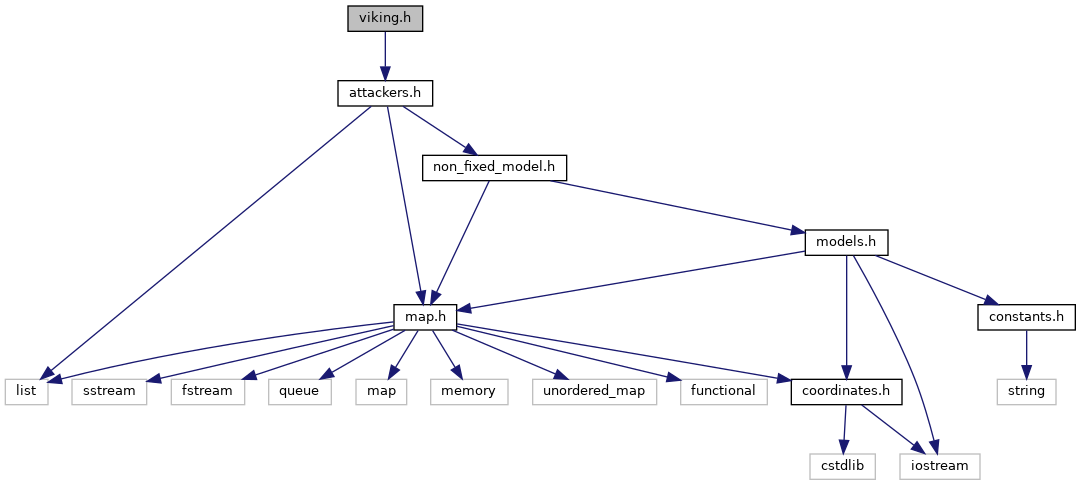 viking.h
attackers.h
non_fixed_model.h
models.h
map.h
constants.h
list
sstream
fstream
queue
map
memory
unordered_map
functional
coordinates.h
string
cstdlib
iostream